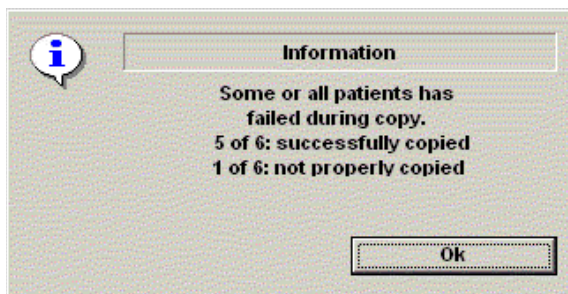 Information
Some or all patients has
failed during copy.
5 of 6: successfully copied
1 of 6: not properly copied
Ok